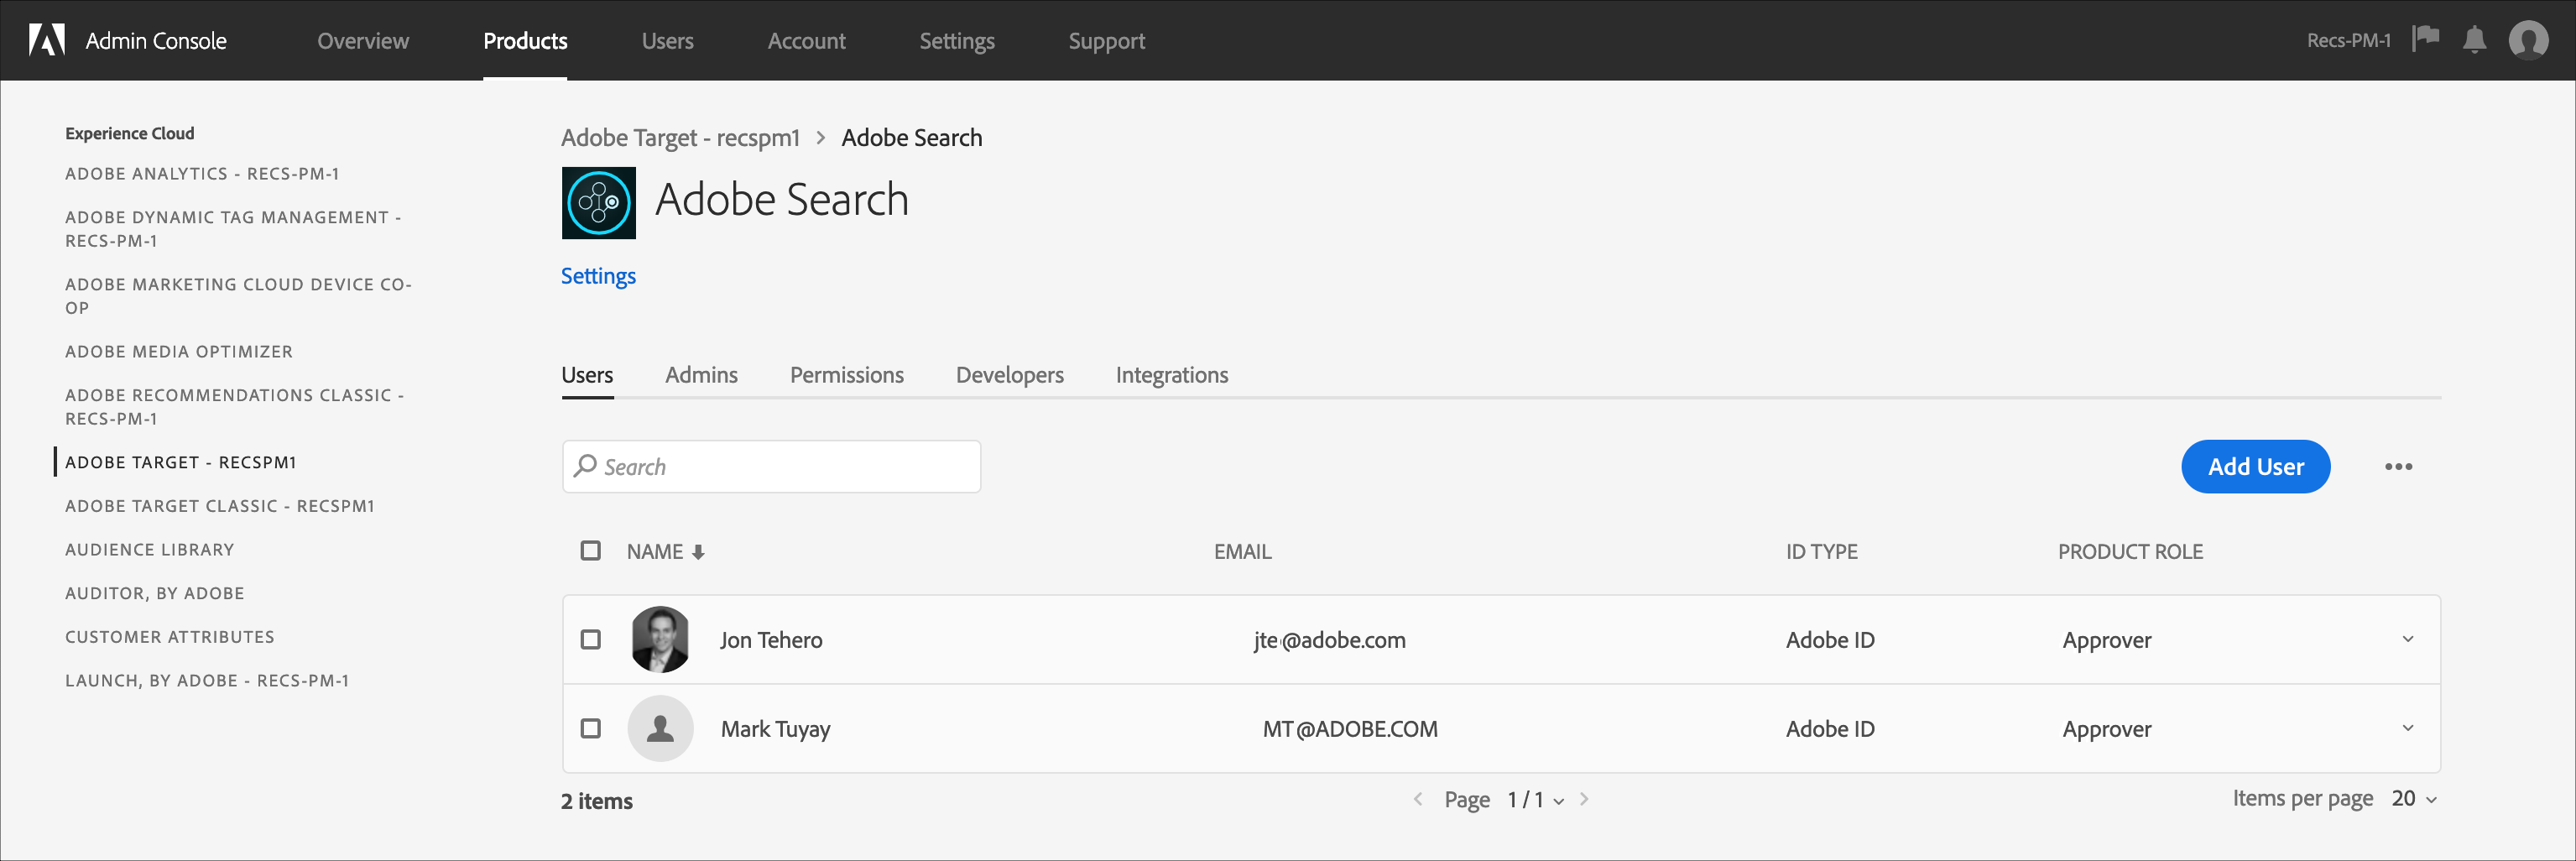 Admin Console
Overview
Products
Users
Account
Settings
Support
Recs-PM-1
Experience Cloud
ADOBE ANALYTICS - RECS-PM-1
ADOBE DYNAMIC TAG MANAGEMENT -
RECS-PM-1
ADOBE MARKETING CLOUD DEVICE CO-
OP
ADOBE MEDIA OPTIMIZER
ADOBE RECOMMENDATIONS CLASSIC -
RECS-PM-1
ADOBE TARGET - RECSPM1
ADOBE TARGET CLASSIC - RECSPM1
AUDIENCE LIBRARY
AUDITOR, BY ADOBE
CUSTOMER ATTRIBUTES
LAUNCH, BY ADOBE - RECS-PM-1
Adobe Target - recspm1 > Adobe Search
Adobe Search
Settings
Users
Admins
Permissions
Developers
Integrations
Search
Add User
NAME
EMAIL
ID TYPE
PRODUCT ROLE
Jon Tehero
jte@adobe.com
Adobe ID
Approver
Mark Tuyay
MT@ADOBE.COM
Adobe ID
Approver
2 items
Page 1 / 1
Items per page 20